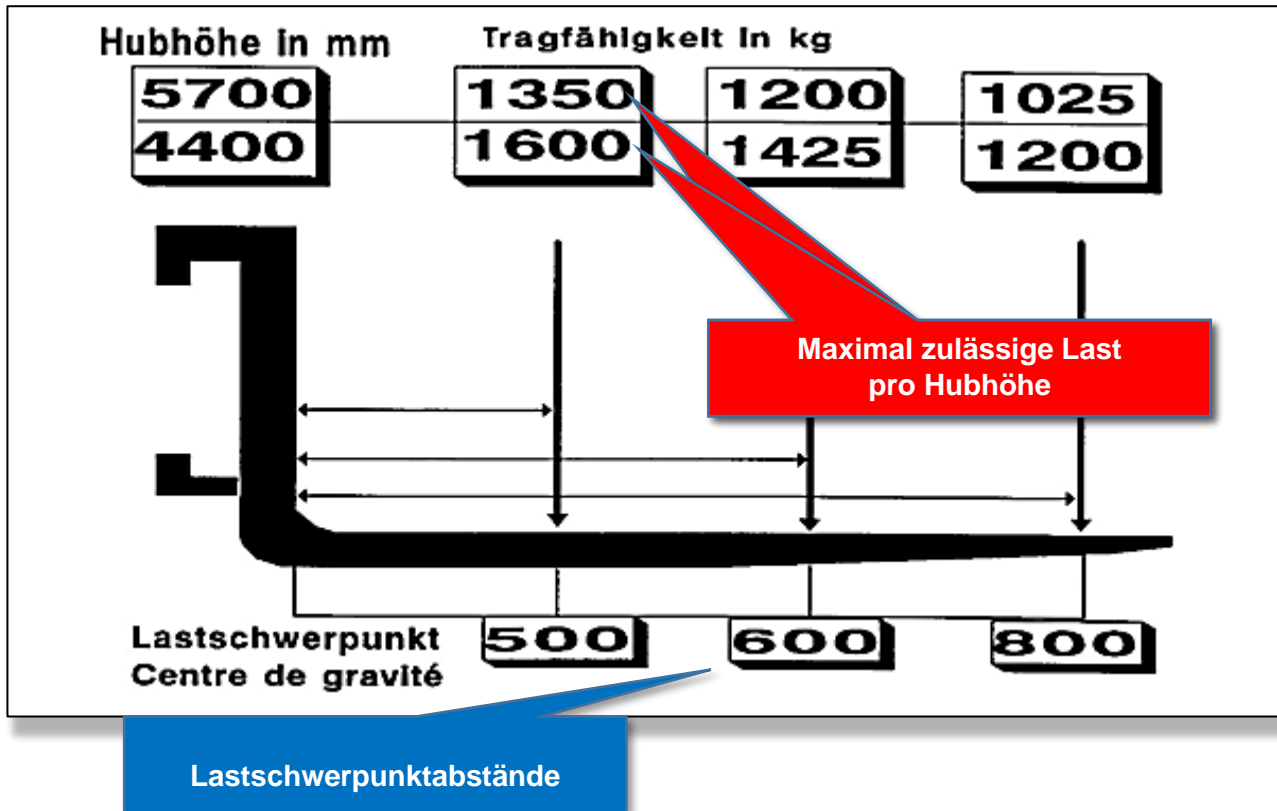 Hubhöhe in mm
Tragfähigkelt in kg
5700
1350
1200
1025
4400
1600
1425
1200
Maximal zulässige Last
pro Hubhöhe
Lastschwerpunkt
500
600
800
Centre de gravité
Lastschwerpunktabstände